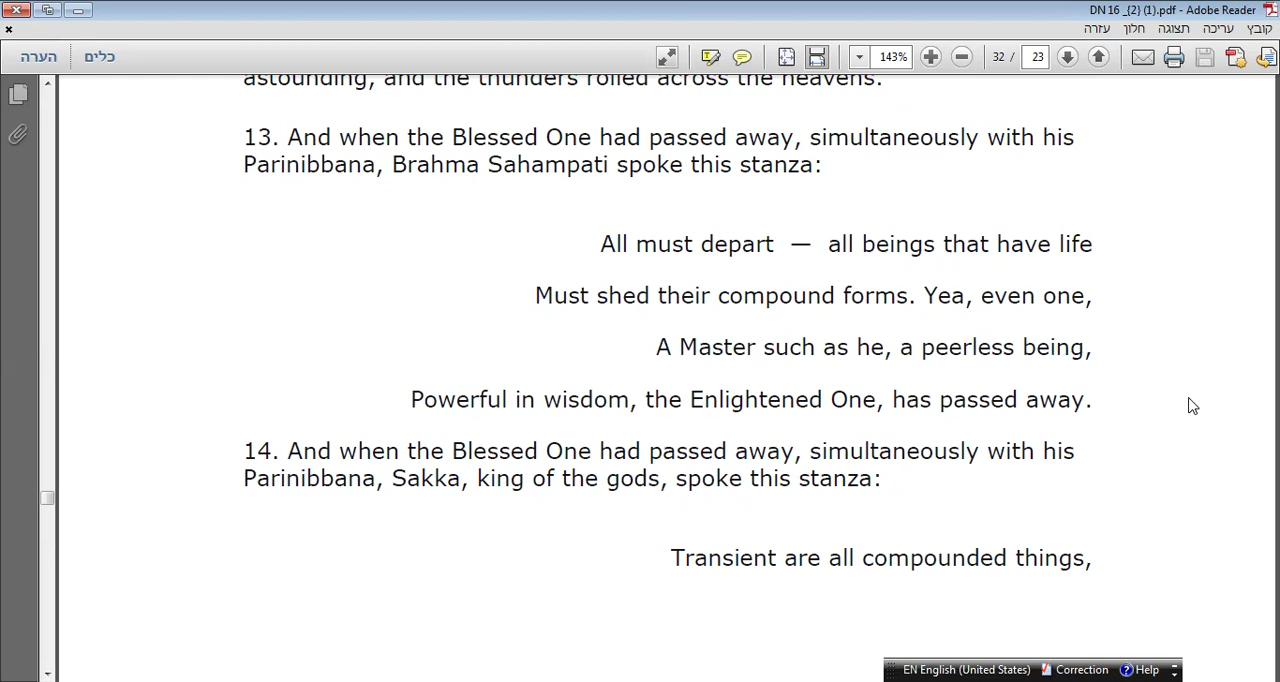 DN 16 _{2} (1).pdf - Adobe Reader
קובץ עריכה תצוגה חלון עזרה
הערה כלים 143% 32 / 23
astounding, and the thunders rolled across the heavens.
13. And when the Blessed One had passed away, simultaneously with his
Parinibbana, Brahma Sahampati spoke this stanza:
All must depart — all beings that have life
Must shed their compound forms. Yea, even one,
A Master such as he, a peerless being,
Powerful in wisdom, the Enlightened One, has passed away.
14. And when the Blessed One had passed away, simultaneously with his
Parinibbana, Sakka, king of the gods, spoke this stanza:
Transient are all compounded things,
EN English (United States) Correction Help